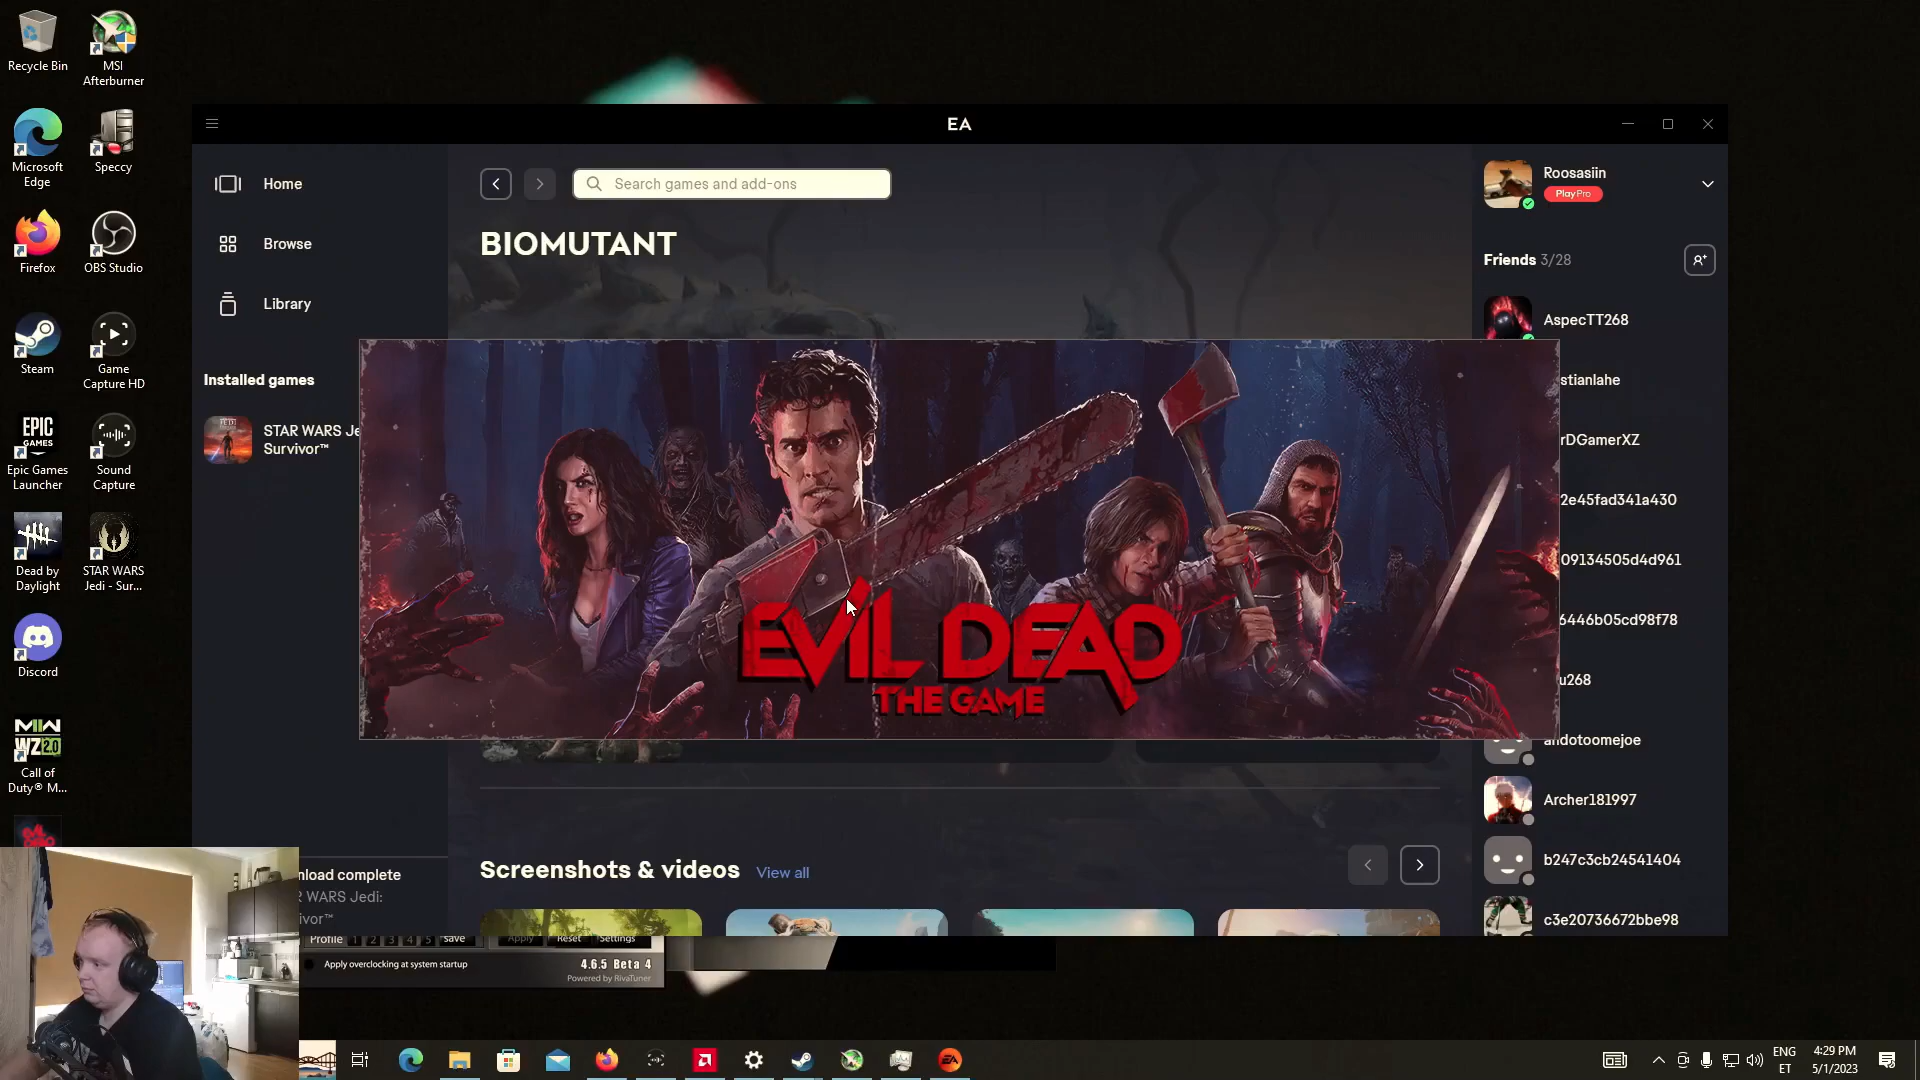 Recycle Bin
MSI
Afterburner
Microsoft
Edge
Speccy
Firefox
OBS Studio
Steam
Game
Capture HD
EPIC
GAMES
Epic Games
Launcher
Sound
Capture
Dead by
Daylight
STAR WARS
Jedi - Sur...
Discord
MW
WZ 2.0
Call of
Duty® M...
EA
Home
Browse
Library
Installed games
STAR WARS Je
Survivor™
Search games and add-ons
BIOMUTANT
EVIL DEAD
THE GAME
Screenshots & videos
View all
Roosasiin
Play Pro
Friends 3/28
AspecTT268
stianlahe
rDGamerXZ
2e45fad341a430
09134505d4d961
6446b05cd98f78
u268
andotoomejoe
Archer181997
b247c3cb24541404
c3e20736672bbe98
nload complete
WARS Jedi:
ivor™
Profile 1 2 3 4 5 save
Apply Reset Settings
Apply overclocking at system startup
4.6.5 Beta 4
Powered by RivaTuner
ENG
ET
4:29 PM
5/1/2023